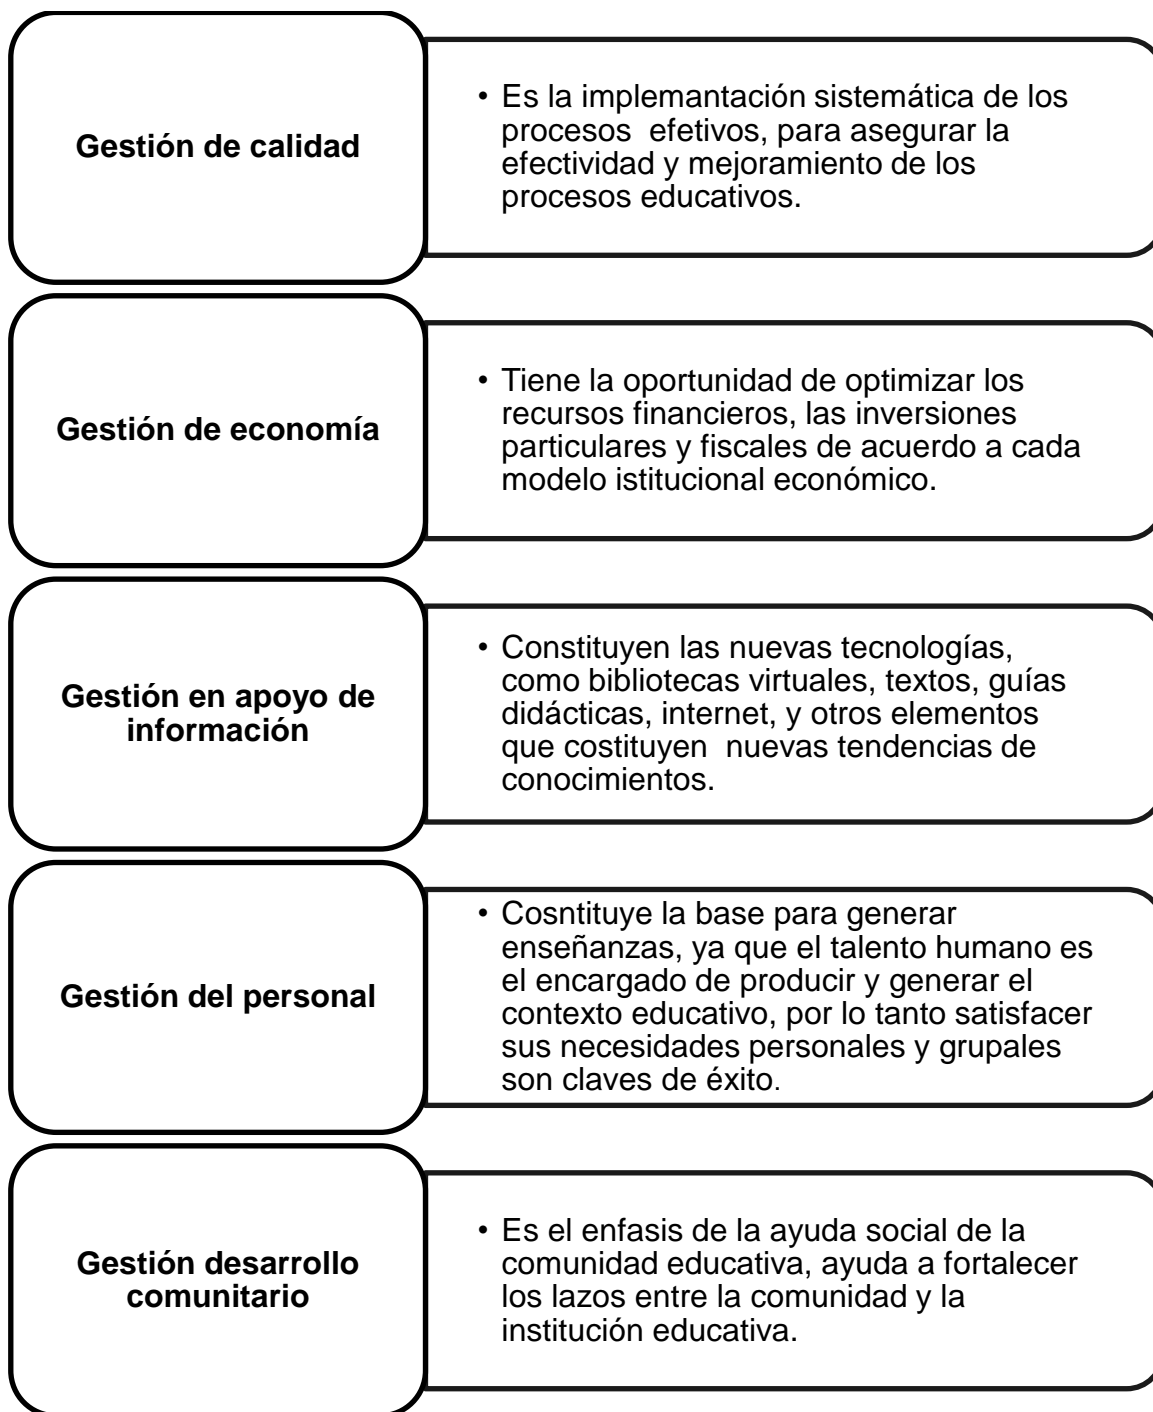 Gestión de calidad
• Es la implemantación sistemática de los
procesos  efetivos, para asegurar la
efectividad y mejoramiento de los
procesos educativos.
Gestión de economía
• Tiene la oportunidad de optimizar los
recursos financieros, las inversiones
particulares y fiscales de acuerdo a cada
modelo istitucional económico.
Gestión en apoyo de
información
• Constituyen las nuevas tecnologías,
como bibliotecas virtuales, textos, guías
didácticas, internet, y otros elementos
que costituyen  nuevas tendencias de
conocimientos.
Gestión del personal
• Cosntituye la base para generar
enseñanzas, ya que el talento humano es
el encargado de producir y generar el
contexto educativo, por lo tanto satisfacer
sus necesidades personales y grupales
son claves de éxito.
Gestión desarrollo
comunitario
• Es el enfasis de la ayuda social de la
comunidad educativa, ayuda a fortalecer
los lazos entre la comunidad y la
institución educativa.